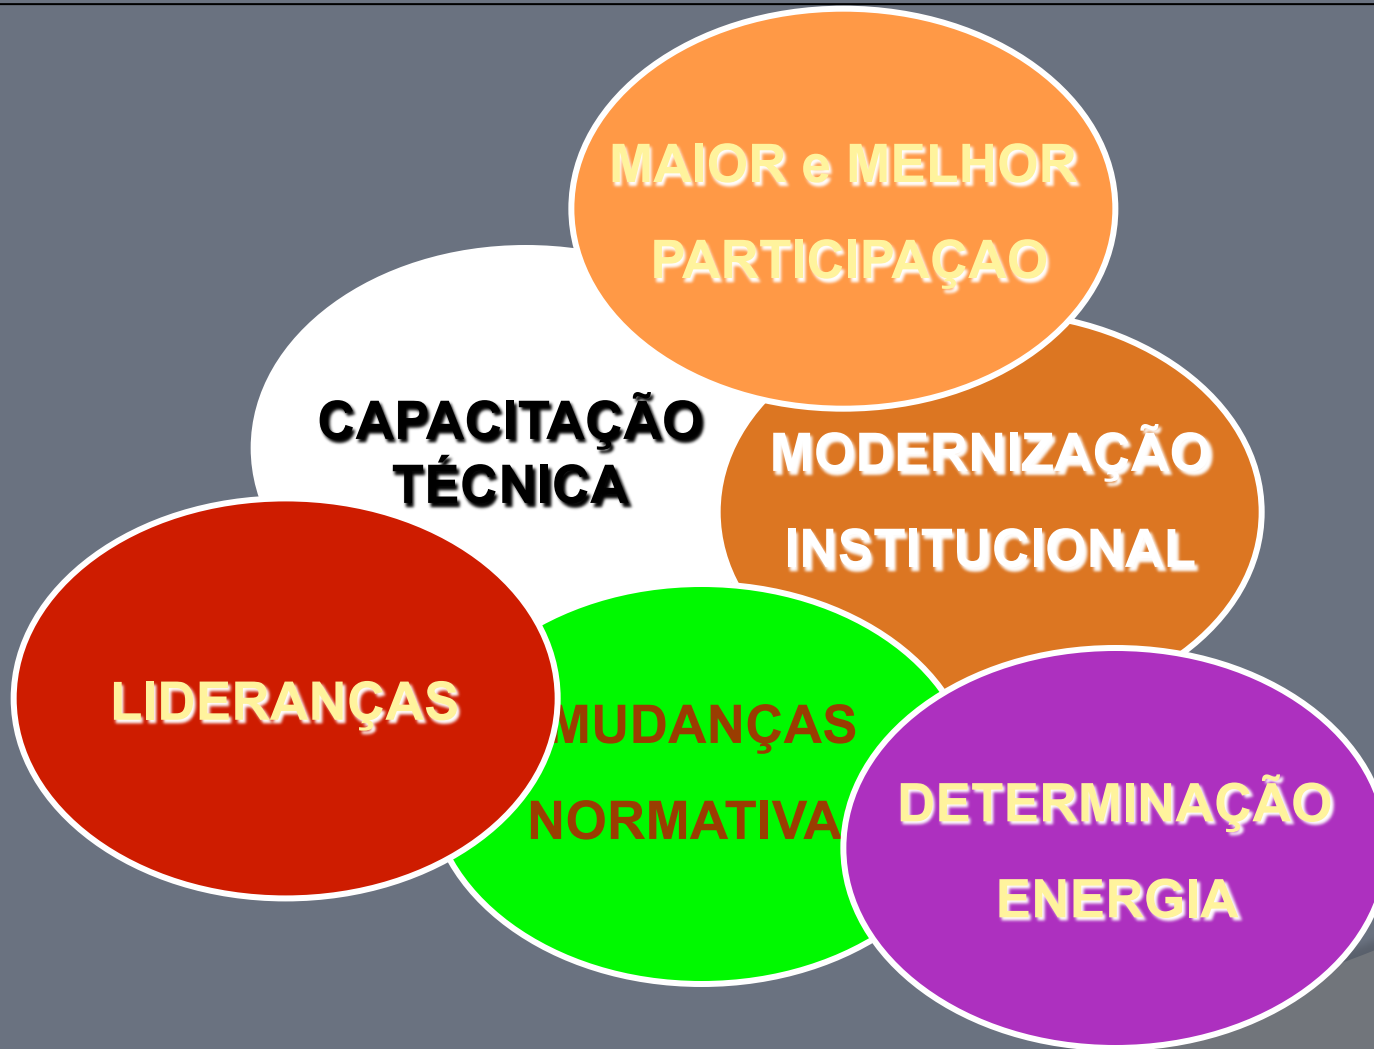 MAIOR e MELHOR
PARTICIPAÇAO
CAPACITAÇÃO
TÉCNICA
MODERNIZAÇÃO
INSTITUCIONAL
LIDERANÇAS
MUDANÇAS
NORMATIVA
DETERMINAÇÃO
ENERGIA